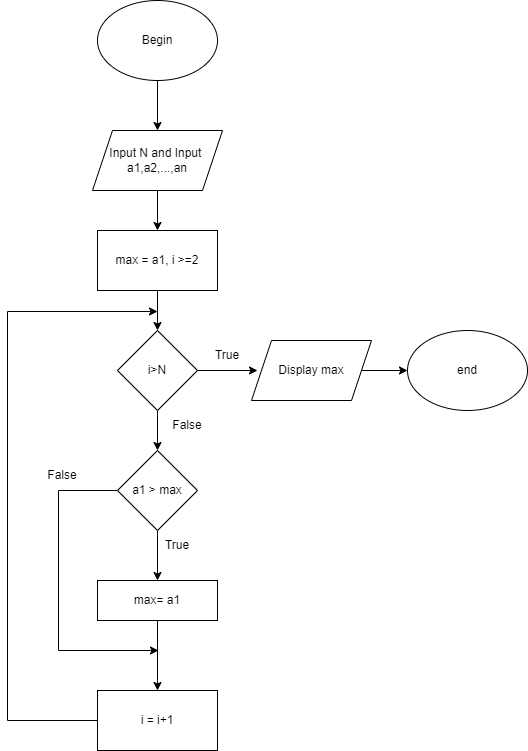 Begin
Input N and Input
a1,a2,...,an
max = a1, i >=2
i>N
True
Display max
end
False
a1 > max
False
True
max= a1
i = i+1